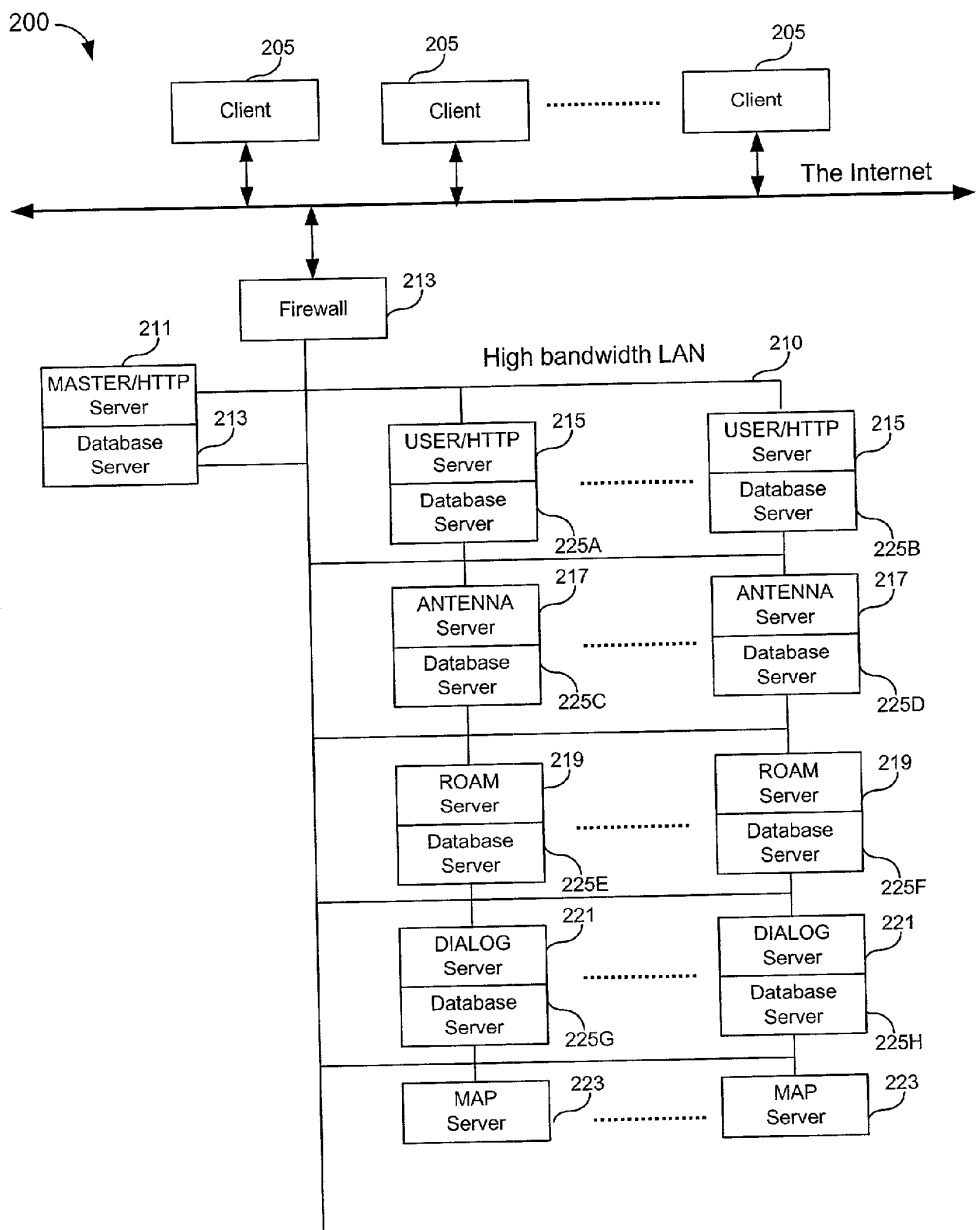 200
205
205
205
Client
Client
Client
The Internet
Firewall
213
211
High bandwidth LAN
210
MASTER/HTTP
Server
213
Database
Server
USER/HTTP
Server
215
USER/HTTP
Server
215
Database
Server
Database
Server
225A
225B
ANTENNA
Server
217
ANTENNA
Server
217
Database
Server
Database
Server
225C
225D
ROAM
Server
219
ROAM
Server
219
Database
Server
Database
Server
225E
225F
DIALOG
Server
221
DIALOG
Server
221
Database
Server
Database
Server
225G
225H
MAP
Server
223
MAP
Server
223